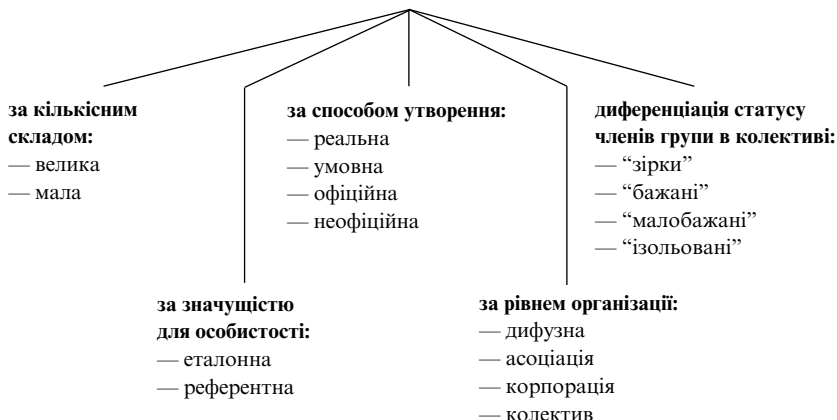 за кількісним
складом:
— велика
— мала
за способом утворення:
— реальна
— умовна
— офіційна
— неофіційна
диференціація статусу
членів групи в колективі:
— “зірки”
— “бажані”
— “малобажані”
— “ізольовані”
за значущістю
для особистості:
— еталонна
— референтна
за рівнем організації:
— дифузна
— асоціація
— корпорація
— колектив